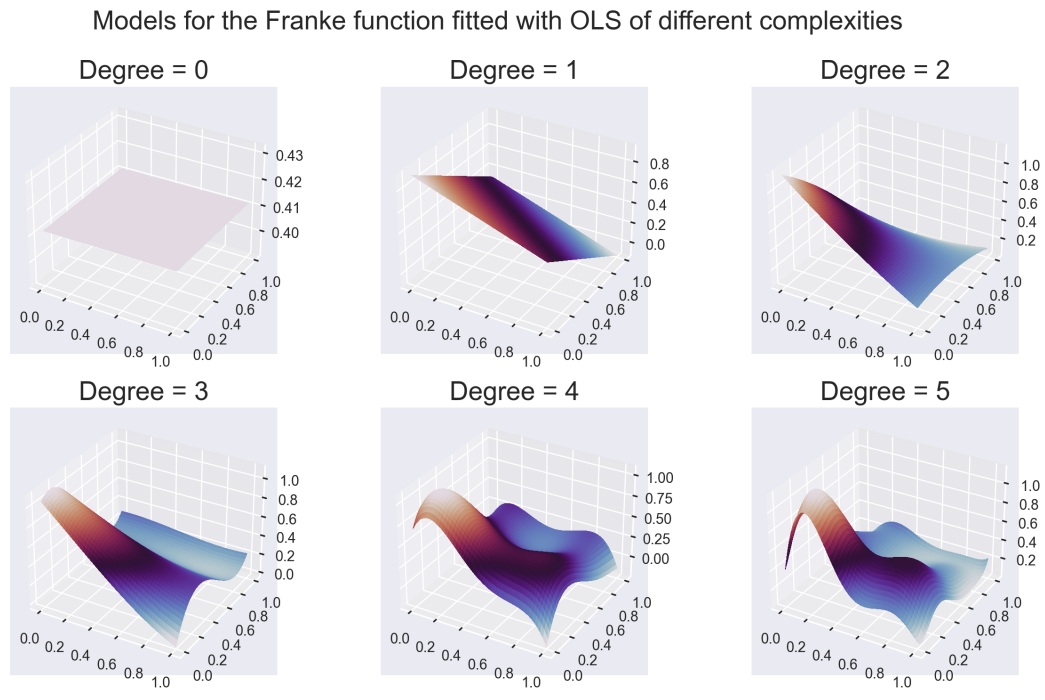 Models for the Franke function fitted with OLS of different complexities
Degree = 0
0.43
0.42
0.41
0.40
0.0 0.2 0.4 0.6 0.8 1.0
0.0 0.2 0.4 0.6 0.8 1.0
Degree = 1
0.8
0.6
0.4
0.2
0.0
0.0 0.2 0.4 0.6 0.8 1.0
0.0 0.2 0.4 0.6 0.8 1.0
Degree = 2
1.0
0.8
0.6
0.4
0.2
0.0 0.2 0.4 0.6 0.8 1.0
0.0 0.2 0.4 0.6 0.8 1.0
Degree = 3
1.0
0.8
0.6
0.4
0.2
0.0
0.0 0.2 0.4 0.6 0.8 1.0
0.0 0.2 0.4 0.6 0.8 1.0
Degree = 4
1.00
0.75
0.50
0.25
0.00
0.0 0.2 0.4 0.6 0.8 1.0
0.0 0.2 0.4 0.6 0.8 1.0
Degree = 5
1.0
0.8
0.6
0.4
0.2
0.0 0.2 0.4 0.6 0.8 1.0
0.0 0.2 0.4 0.6 0.8 1.0